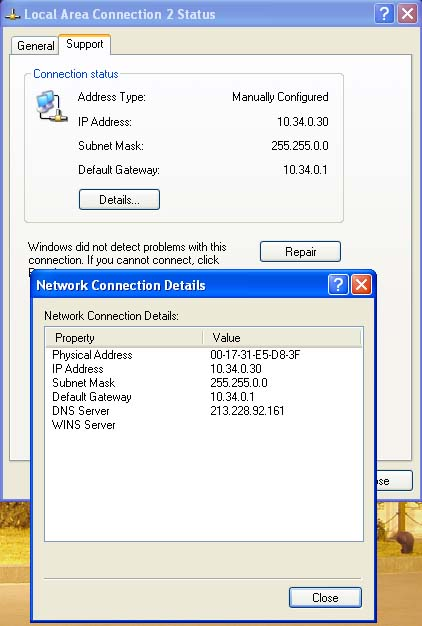 Local Area Connection 2 Status
General Support
Connection status
Address Type: Manually Configured
IP Address: 10.34.0.30
Subnet Mask: 255.255.0.0
Default Gateway: 10.34.0.1
Details...
Windows did not detect problems with this
connection. If you cannot connect, click
Repair
Network Connection Details
Network Connection Details:
Property Value
Physical Address 00-17-31-E5-D8-3F
IP Address 10.34.0.30
Subnet Mask 255.255.0.0
Default Gateway 10.34.0.1
DNS Server 213.228.92.161
WINS Server
Close